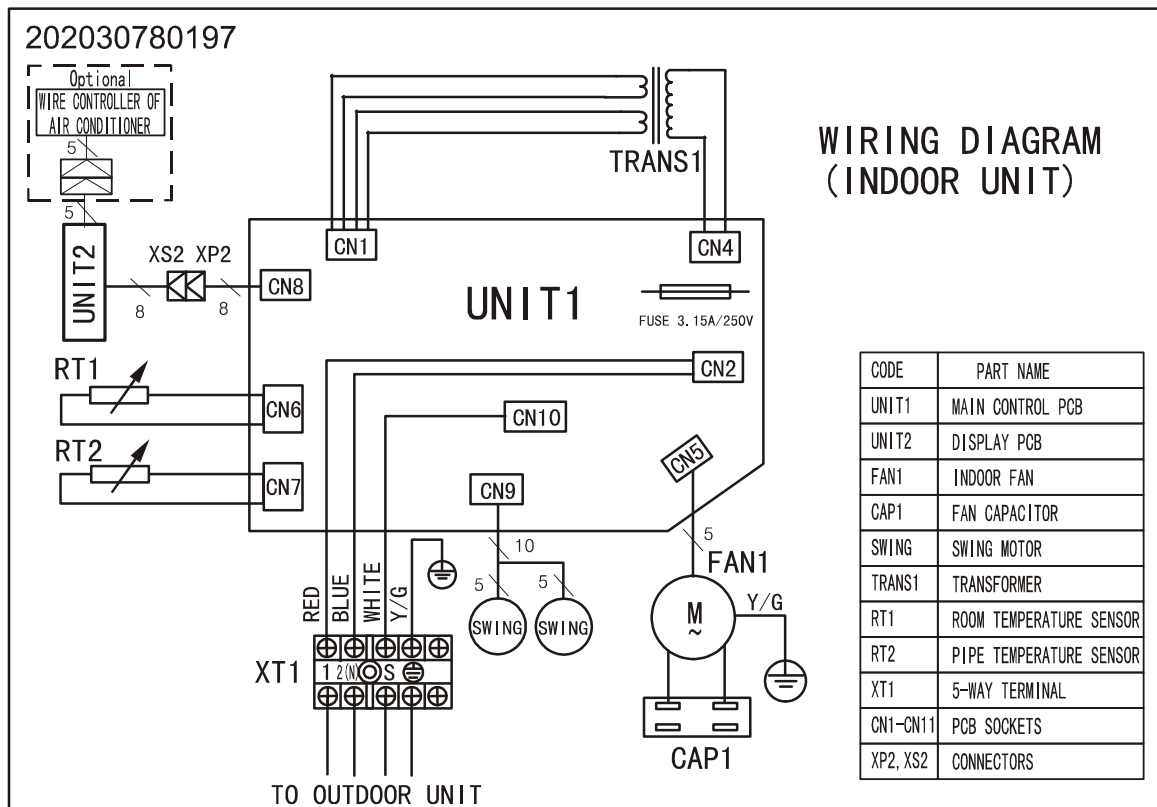 202030780197
Optional
WIRE CONTROLLER OF
AIR CONDITIONER
5
5
UNIT2
XS2 XP2
8
8
CN8
CN1
TRANS1
CN4
WIRING DIAGRAM
(INDOOR UNIT)
UNIT1
FUSE 3.15A/250V
CN2
RT1
CN6
CN10
RT2
CN7
CN9
CN5
10
5
5
SWING
SWING
5
FAN1
M
~
Y/G
CAP1
RED
BLUE
WHITE
Y/G
XT1
1 2(N) S
TO OUTDOOR UNIT
CODE PART NAME
UNIT1 MAIN CONTROL PCB
UNIT2 DISPLAY PCB
FAN1 INDOOR FAN
CAP1 FAN CAPACITOR
SWING SWING MOTOR
TRANS1 TRANSFORMER
RT1 ROOM TEMPERATURE SENSOR
RT2 PIPE TEMPERATURE SENSOR
XT1 5-WAY TERMINAL
CN1-CN11 PCB SOCKETS
XP2, XS2 CONNECTORS